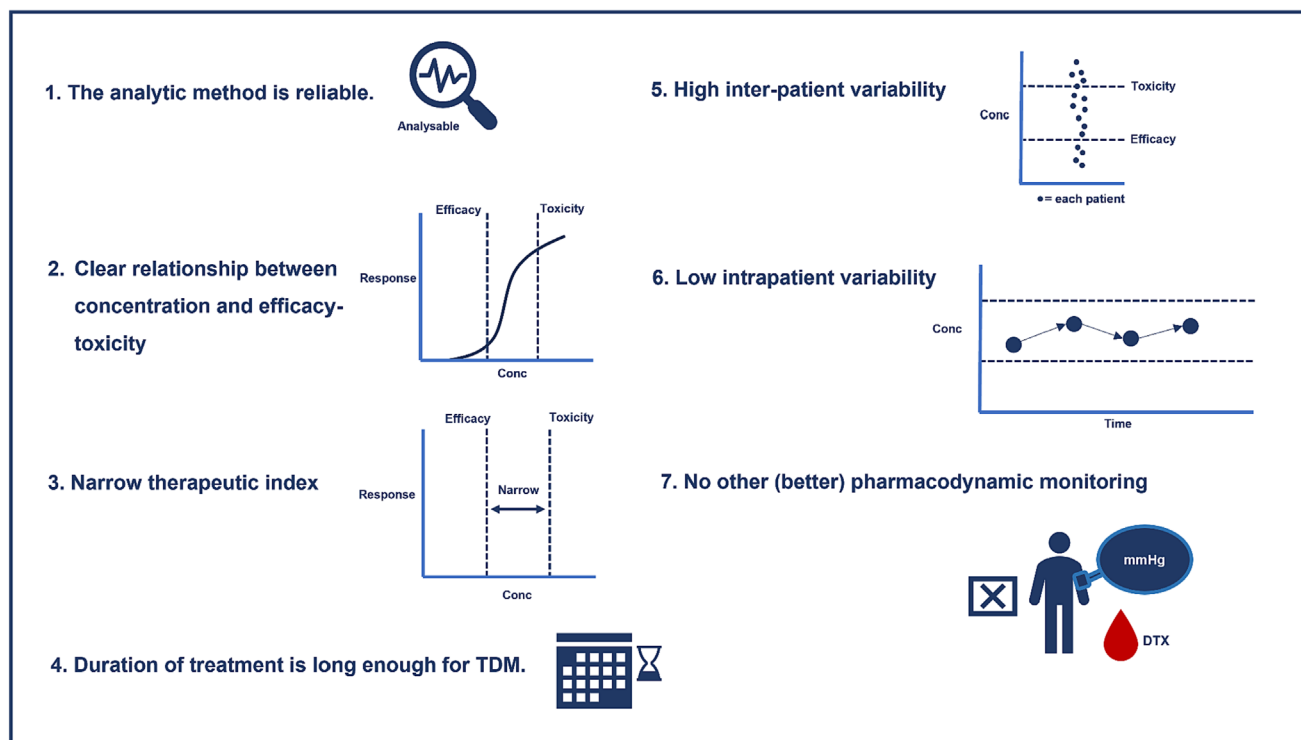 1. The analytic method is reliable.
Analysable
2. Clear relationship between
concentration and efficacy-
toxicity
Efficacy
Toxicity
Response
Conc
3. Narrow therapeutic index
Efficacy
Toxicity
Narrow
Response
Conc
4. Duration of treatment is long enough for TDM.
5. High inter-patient variability
Toxicity
Conc
Efficacy
●= each patient
6. Low intrapatient variability
Conc
Time
7. No other (better) pharmacodynamic monitoring
mmHg
DTX